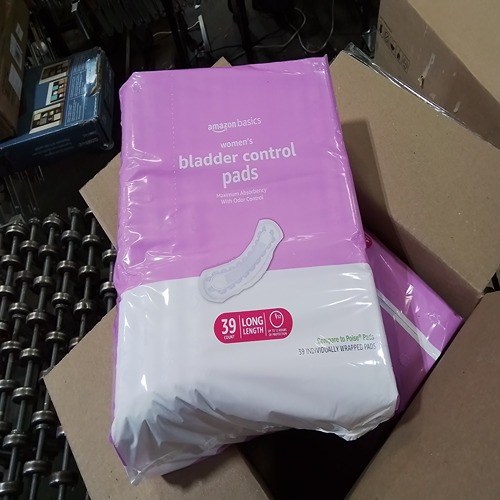 amazon basics
women's
bladder control
pads
Maximum Absorbency
With Odor Control
39
COUNT
LONG
LENGTH
Compare to Poise® Pads
39 INDIVIDUALLY WRAPPED PADS